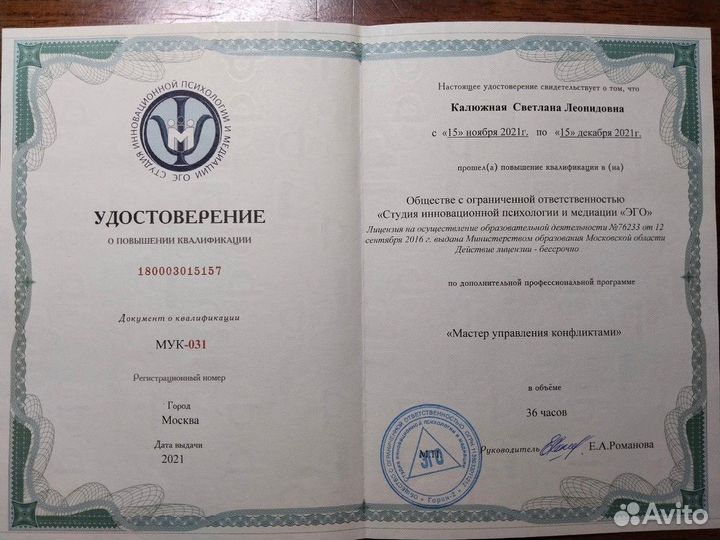 СТУДИЯ ИННОВАЦИОННОЙ ПСИХОЛОГИИ И МЕДИАЦИИ ЭГО
УДОСТОВЕРЕНИЕ
О ПОВЫШЕНИИ КВАЛИФИКАЦИИ
180003015157
Документ о квалификации
МУК-031
Регистрационный номер
Город
Москва
Дата выдачи
2021
Настоящее удостоверение свидетельствует о том, что
Калюжная Светлана Леонидовна
с «15» ноября 2021г. по «15» декабря 2021г.
прошел(а) повышение квалификации в (на)
Обществе с ограниченной ответственностью
«Студия инновационной психологии и медиации «ЭГО»
Лицензия на осуществление образовательной деятельности №76233 от 12
сентября 2016 г. выдана Министерством образования Московской области
Действие лицензии - бессрочно
по дополнительной профессиональной программе
«Мастер управления конфликтами»
в объёме
36 часов
Руководитель Е.А.Романова
М.П.
ЭГО
Avito